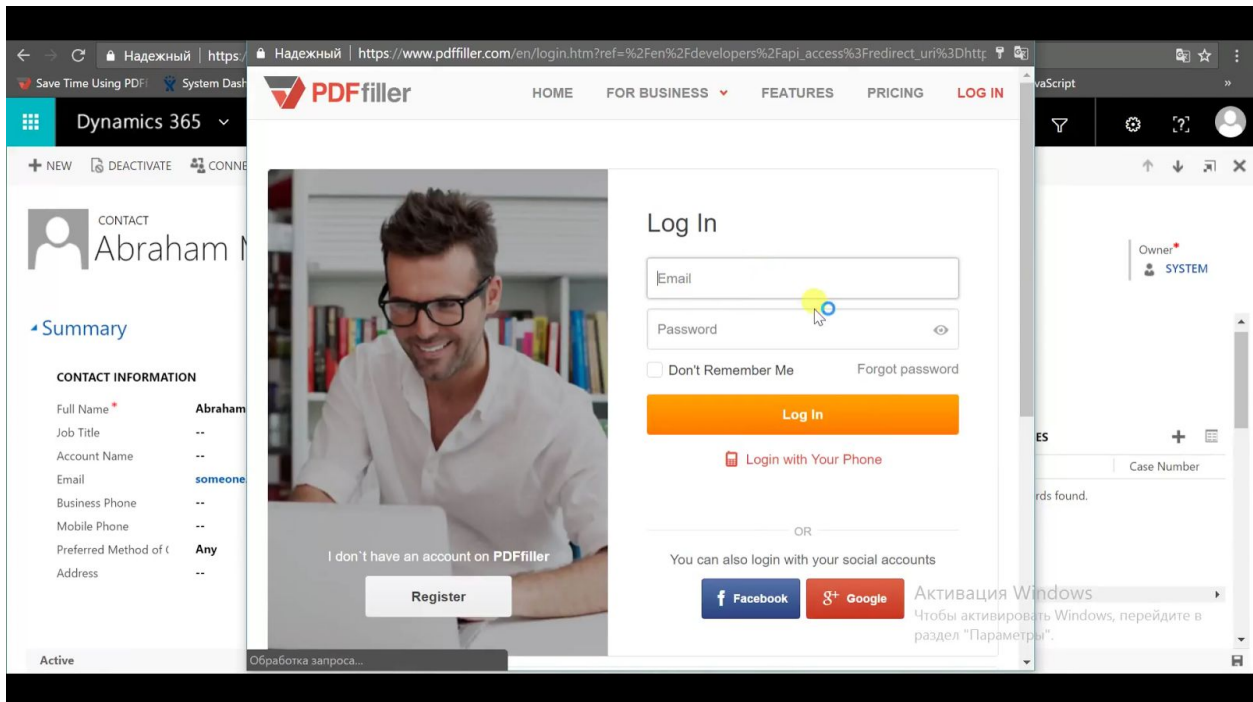 Надежный | https:/
Надежный | https://www.pdffiller.com/en/login.htm?ref=%2Fen%2Fdevelopers%2Fapi_access%3Fredirect_uri%3Dhttp
Save Time Using PDF
System Dash
vaScript
»
Dynamics 365
PDFfiller
HOME
FOR BUSINESS
FEATURES
PRICING
LOG IN
[?]
+ NEW
DEACTIVATE
CONNE
CONTACT
Abraham
Owner*
SYSTEM
Summary
CONTACT INFORMATION
Full Name* Abraham
Job Title --
Account Name --
Email someone
Business Phone --
Mobile Phone --
Preferred Method of Any
Address --
Active
Log In
Email
Password
Don't Remember Me
Forgot password
Log In
Login with Your Phone
OR
You can also login with your social accounts
f Facebook
g+ Google
I don`t have an account on PDFfiller
Register
Обработка запроса...
ES
Case Number
rds found.
Активация Windows
Чтобы активировать Windows, перейдите в
раздел "Параметры".